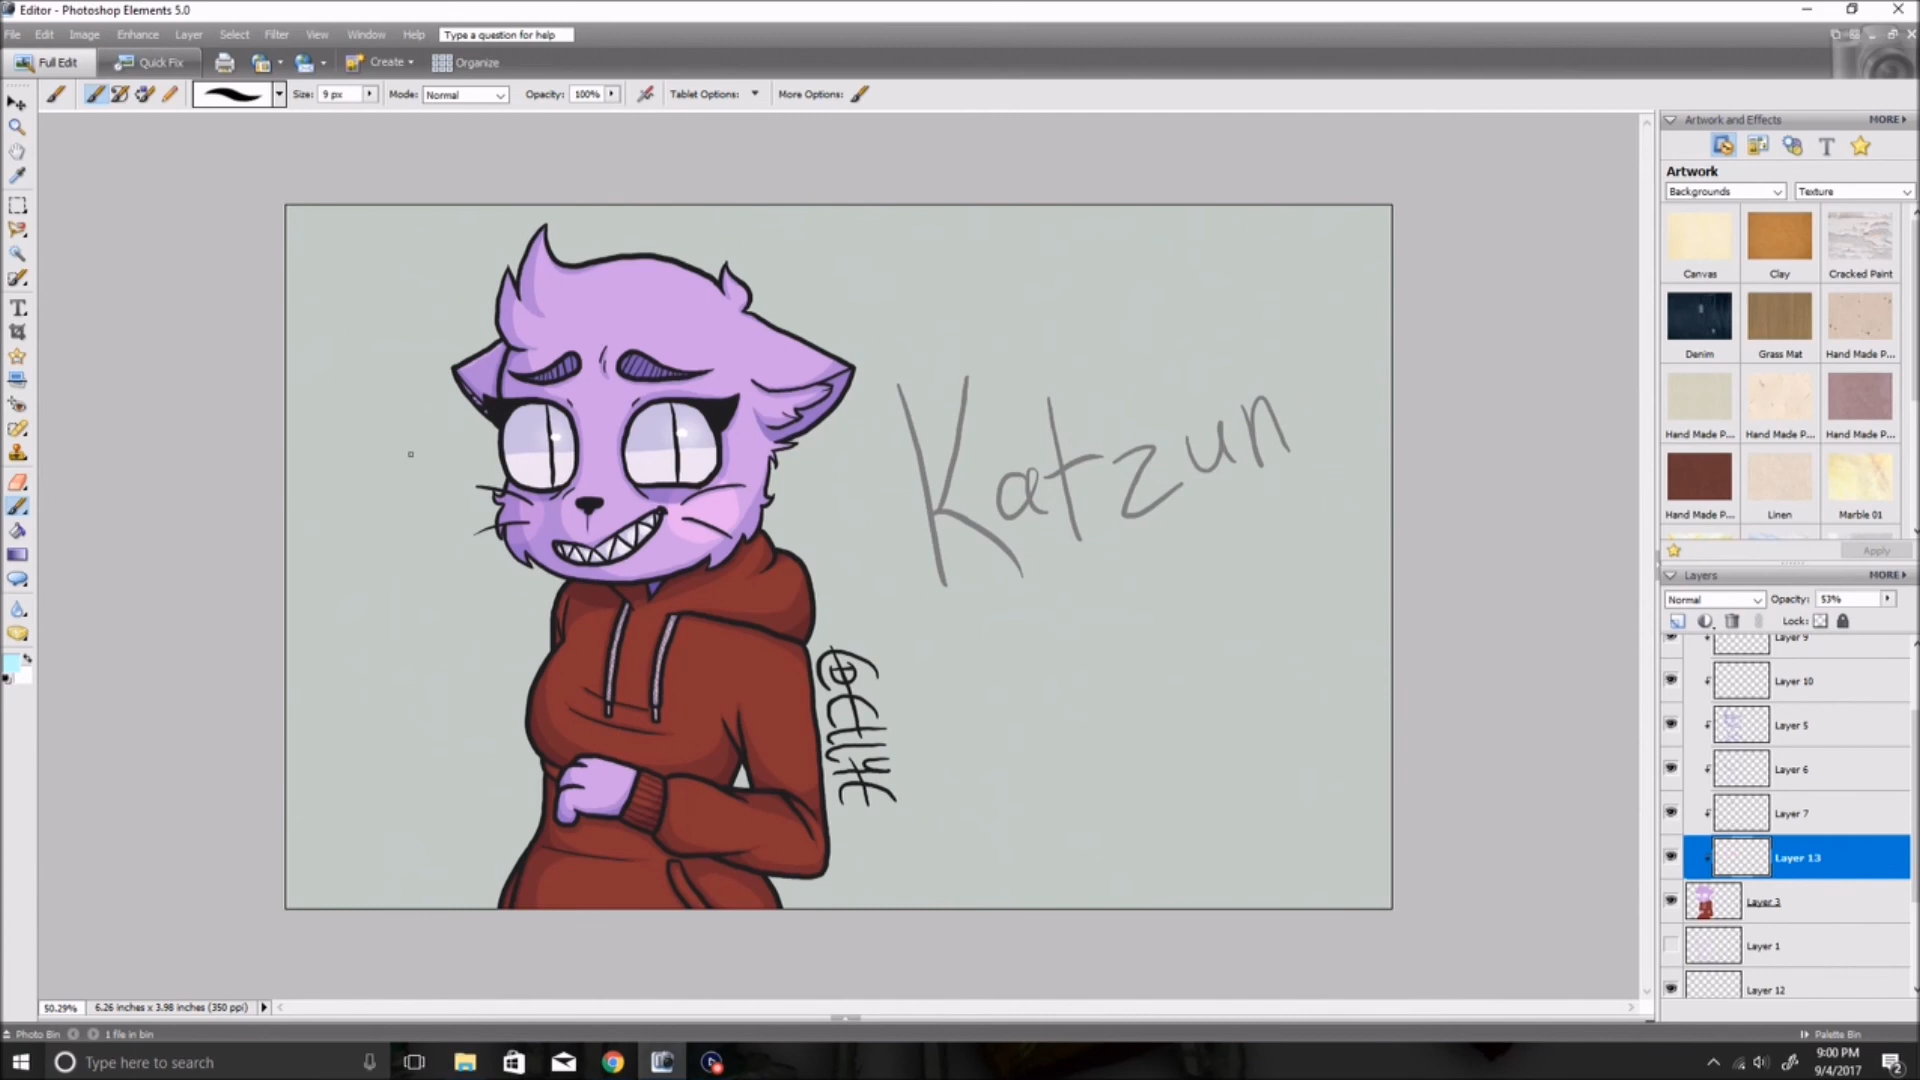 Editor - Photoshop Elements 5.0
File Edit Image Enhance Layer Select Filter View Window Help Type a question for help
Full Edit Quick Fix Create Organize
Size: 9 px Mode: Normal Opacity: 100% Tablet Options: More Options:
Artwork and Effects MORE
Artwork
Backgrounds Texture
Canvas Clay Cracked Paint
Denim Grass Mat Hand Made P...
Hand Made P... Hand Made P... Hand Made P...
Hand Made P... Linen Marble 01
Apply
Katzun
Layers MORE
Normal Opacity: 53%
Lock:
Layer 9
Layer 10
Layer 5
Layer 6
Layer 7
Layer 13
Layer 3
Layer 1
Layer 12
50.29% 6.26 inches x 3.98 inches (350 ppi)
Photo Bin 1 file in bin Palette Bin
Type here to search
9:00 PM
9/4/2017
2